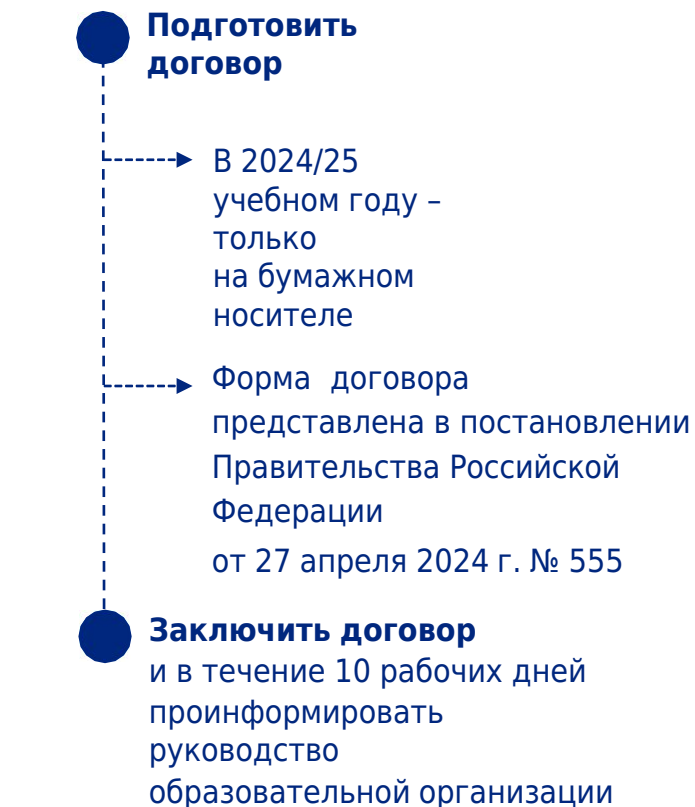 Подготовить
договор
В 2024/25
учебном году –
только
на бумажном
носителе
Форма договора
представлена в постановлении
Правительства Российской
Федерации
от 27 апреля 2024 г. № 555
Заключить договор
и в течение 10 рабочих дней
проинформировать
руководство
образовательной организации